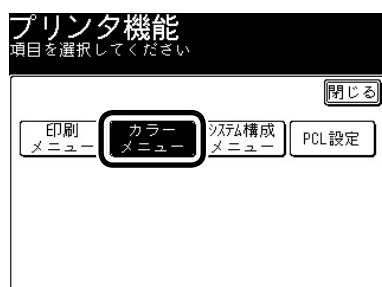 プリンタ機能
項目を選択してください
閉じる
印刷
メニュー
カラー
メニュー
ｼｽﾃﾑ構成
メニュー
PCL設定